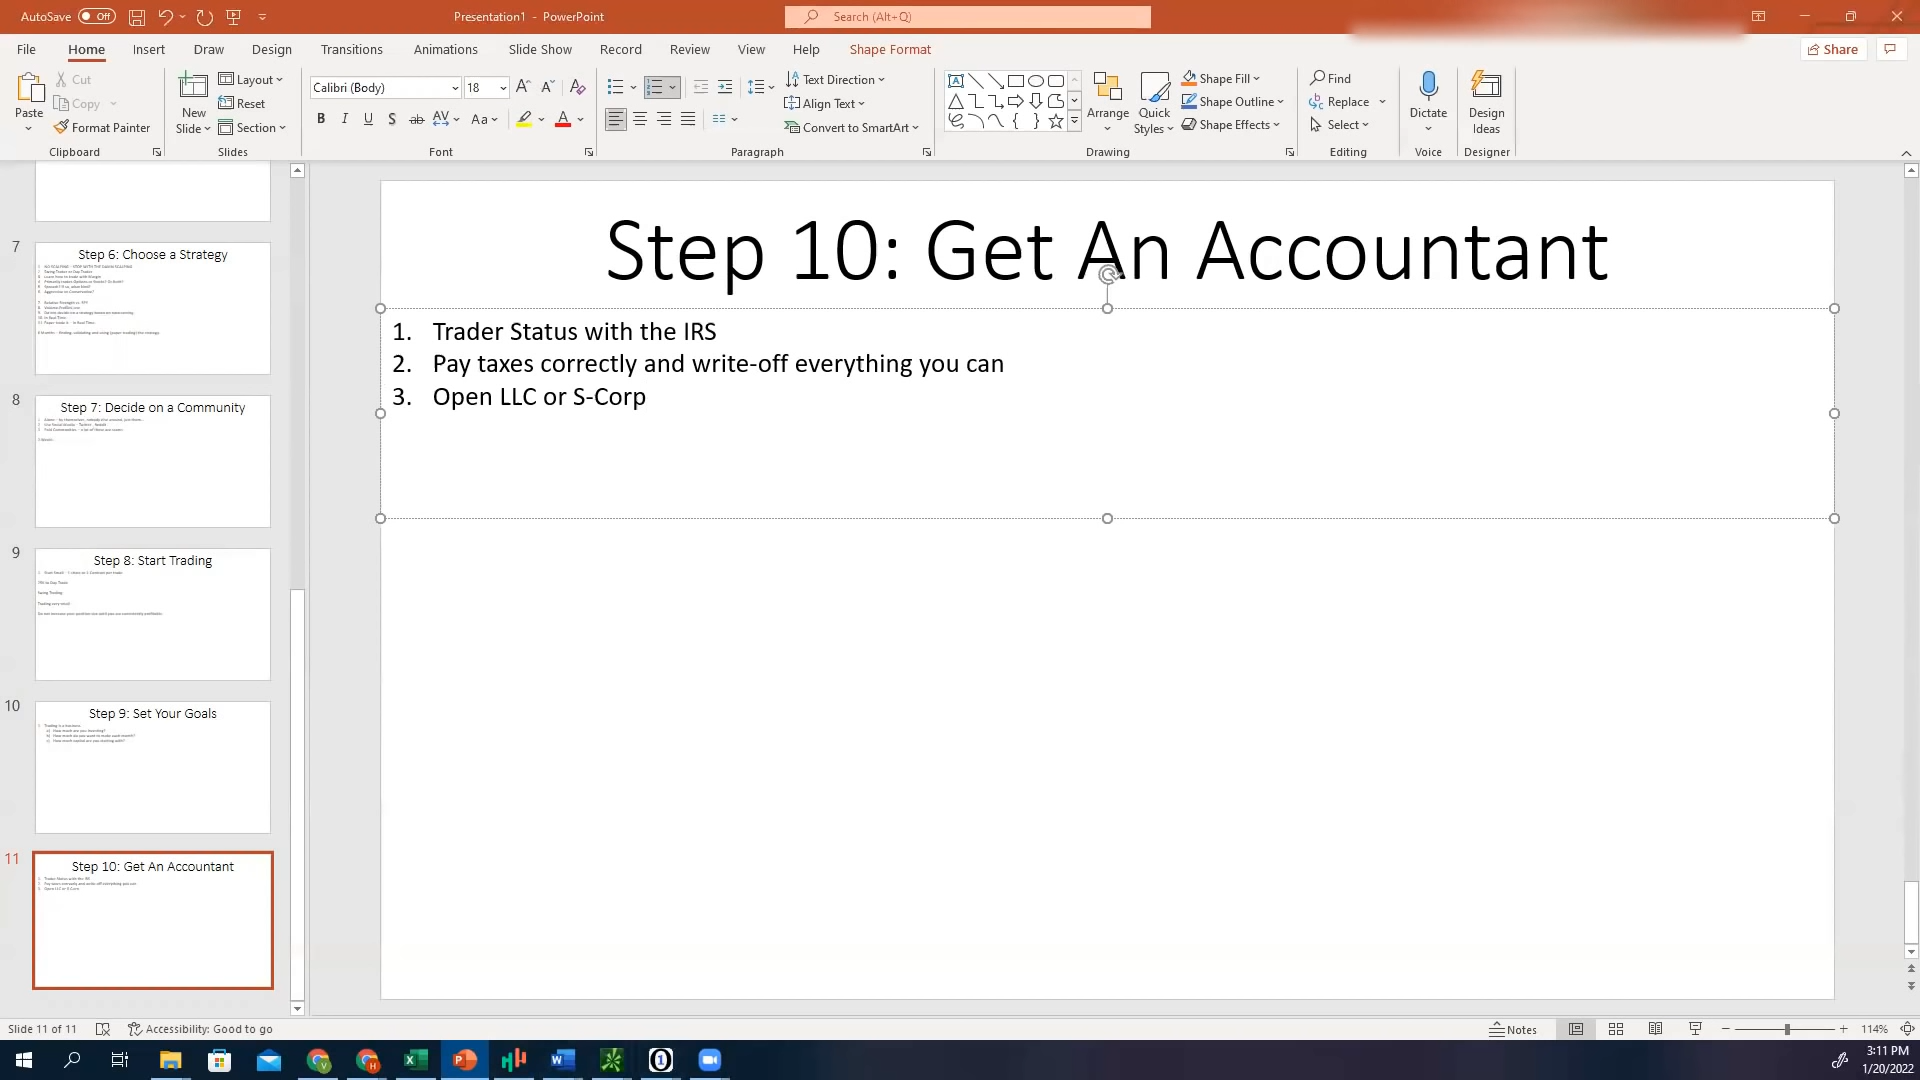 AutoSave Off
Presentation1 - PowerPoint
Search (Alt+Q)
File Home Insert Draw Design Transitions Animations Slide Show Record Review View Help Shape Format
Share
Paste
Cut
Copy
Format Painter
Clipboard
New Slide
Layout
Reset
Section
Slides
Calibri (Body) 18
B I U S ab AV Aa A
Font
Text Direction
Align Text
Convert to SmartArt
Paragraph
Arrange
Quick Styles
Shape Fill
Shape Outline
Shape Effects
Drawing
Find
Replace
Select
Editing
Dictate
Voice
Design Ideas
Designer
7
Step 6: Choose a Strategy
8
Step 7: Decide on a Community
9
Step 8: Start Trading
10
Step 9: Set Your Goals
11
Step 10: Get An Accountant
Step 10: Get An Accountant
1. Trader Status with the IRS
2. Pay taxes correctly and write-off everything you can
3. Open LLC or S-Corp
Slide 11 of 11
Accessibility: Good to go
Notes
114%
3:11 PM
1/20/2022